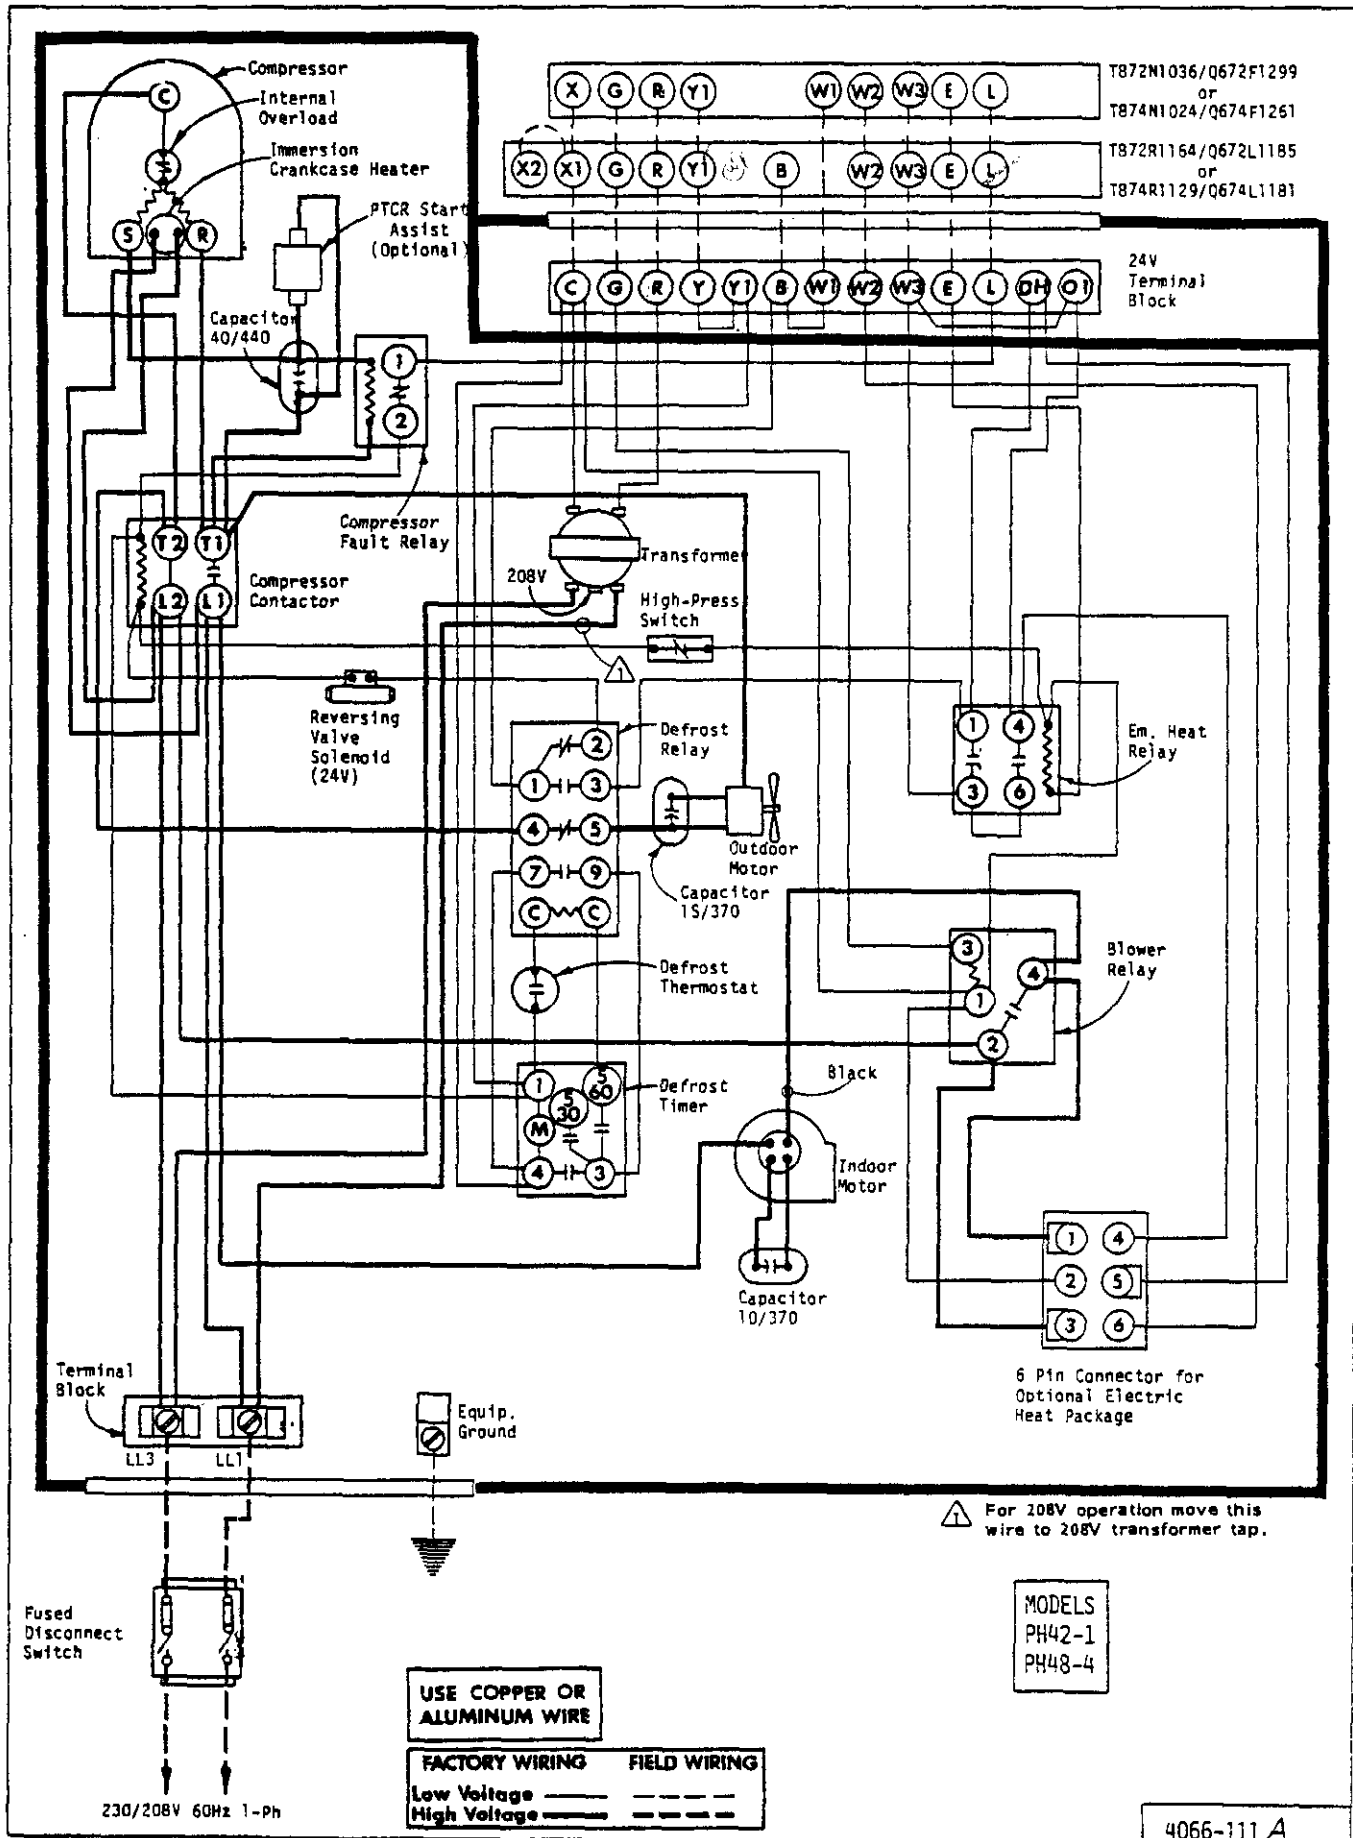 Compressor
C
Internal
Overload
Immersion
Crankcase Heater
S
R
PTCR Start
Assist
(Optional)
Capacitor
40/440
X G R Y1 W1 W2 W3 E L
T872N1036/Q672F1299
or
T874N1024/Q674F1261
X2 X1 G R Y1 B W2 W3 E L
T872R1164/Q672L1185
or
T874R1129/Q674L1181
C G R Y Y1 B W1 W2 W3 E L DH O1
24V
Terminal
Block
1
2
Compressor
Fault Relay
T2 T1
L2 L1
Compressor
Contactor
Transformer
208V
High-Press
Switch
1
Reversing
Valve
Solenoid
(24V)
Defrost
Relay
2
1 3
4 5
7 9
C C
Outdoor
Motor
Capacitor
15/370
1 4
3 6
Em. Heat
Relay
Defrost
Thermostat
3
4
1
2
Blower
Relay
1
5
30
5
60
M
4 3
Defrost
Timer
Black
Indoor
Motor
Capacitor
10/370
1 4
2 5
3 6
6 Pin Connector for
Optional Electric
Heat Package
Terminal
Block
LL3 LL1
Equip.
Ground
1 For 208V operation move this
wire to 208V transformer tap.
Fused
Disconnect
Switch
MODELS
PH42-1
PH48-4
USE COPPER OR
ALUMINUM WIRE
FACTORY WIRING FIELD WIRING
Low Voltage
High Voltage
230/208V 60Hz 1-Ph
4066-111 A